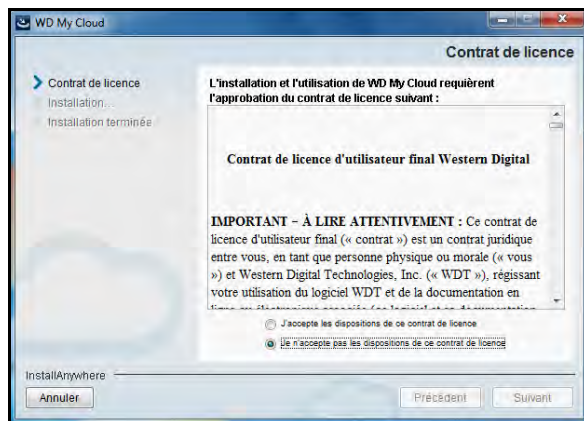 WD My Cloud
Contrat de licence
Contrat de licence
Installation...
Installation terminée
L'installation et l'utilisation de WD My Cloud requièrent
l'approbation du contrat de licence suivant :
Contrat de licence d'utilisateur final Western Digital
IMPORTANT – À LIRE ATTENTIVEMENT : Ce contrat de
licence d'utilisateur final (« contrat ») est un contrat juridique
entre vous, en tant que personne physique ou morale (« vous
») et Western Digital Technologies, Inc. (« WDT »), régissant
votre utilisation du logiciel WDT et de la documentation en
J'accepte les dispositions de ce contrat de licence
Je n'accepte pas les dispositions de ce contrat de licence
InstallAnywhere
Annuler
Précédent
Suivant